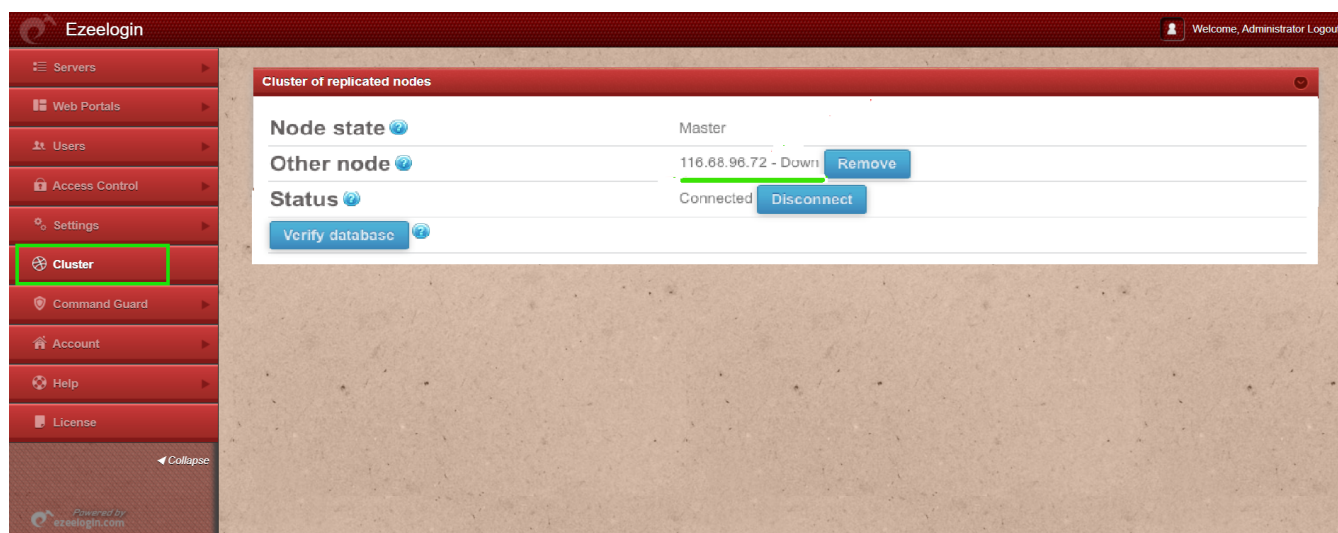 Ezeelogin
Welcome, Administrator Logout
Servers
Web Portals
Users
Access Control
Settings
Cluster
Command Guard
Account
Help
License
Collapse
Powered by
ezeelogin.com
Cluster of replicated nodes
Node state Master
Other node 116.68.96.72 - Down Remove
Status Connected Disconnect
Verify database